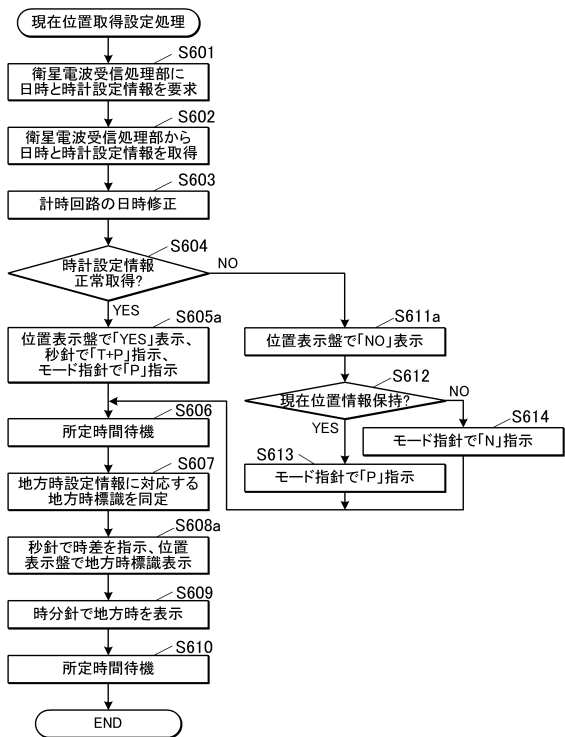 現在位置取得設定処理
S601
衛星電波受信処理部に
日時と時計設定情報を要求
S602
衛星電波受信処理部から
日時と時計設定情報を取得
S603
計時回路の日時修正
S604
時計設定情報
正常取得?
NO
YES
S605a
位置表示盤で「YES」表示、
秒針で「T+P」指示、
モード指針で「P」指示
S611a
位置表示盤で「NO」表示
S612
現在位置情報保持?
NO
YES
S613
モード指針で「P」指示
S614
モード指針で「N」指示
S606
所定時間待機
S607
地方時設定情報に対応する
地方時標識を同定
S608a
秒針で時差を指示、位置
表示盤で地方時標識表示
S609
時分針で地方時を表示
S610
所定時間待機
END